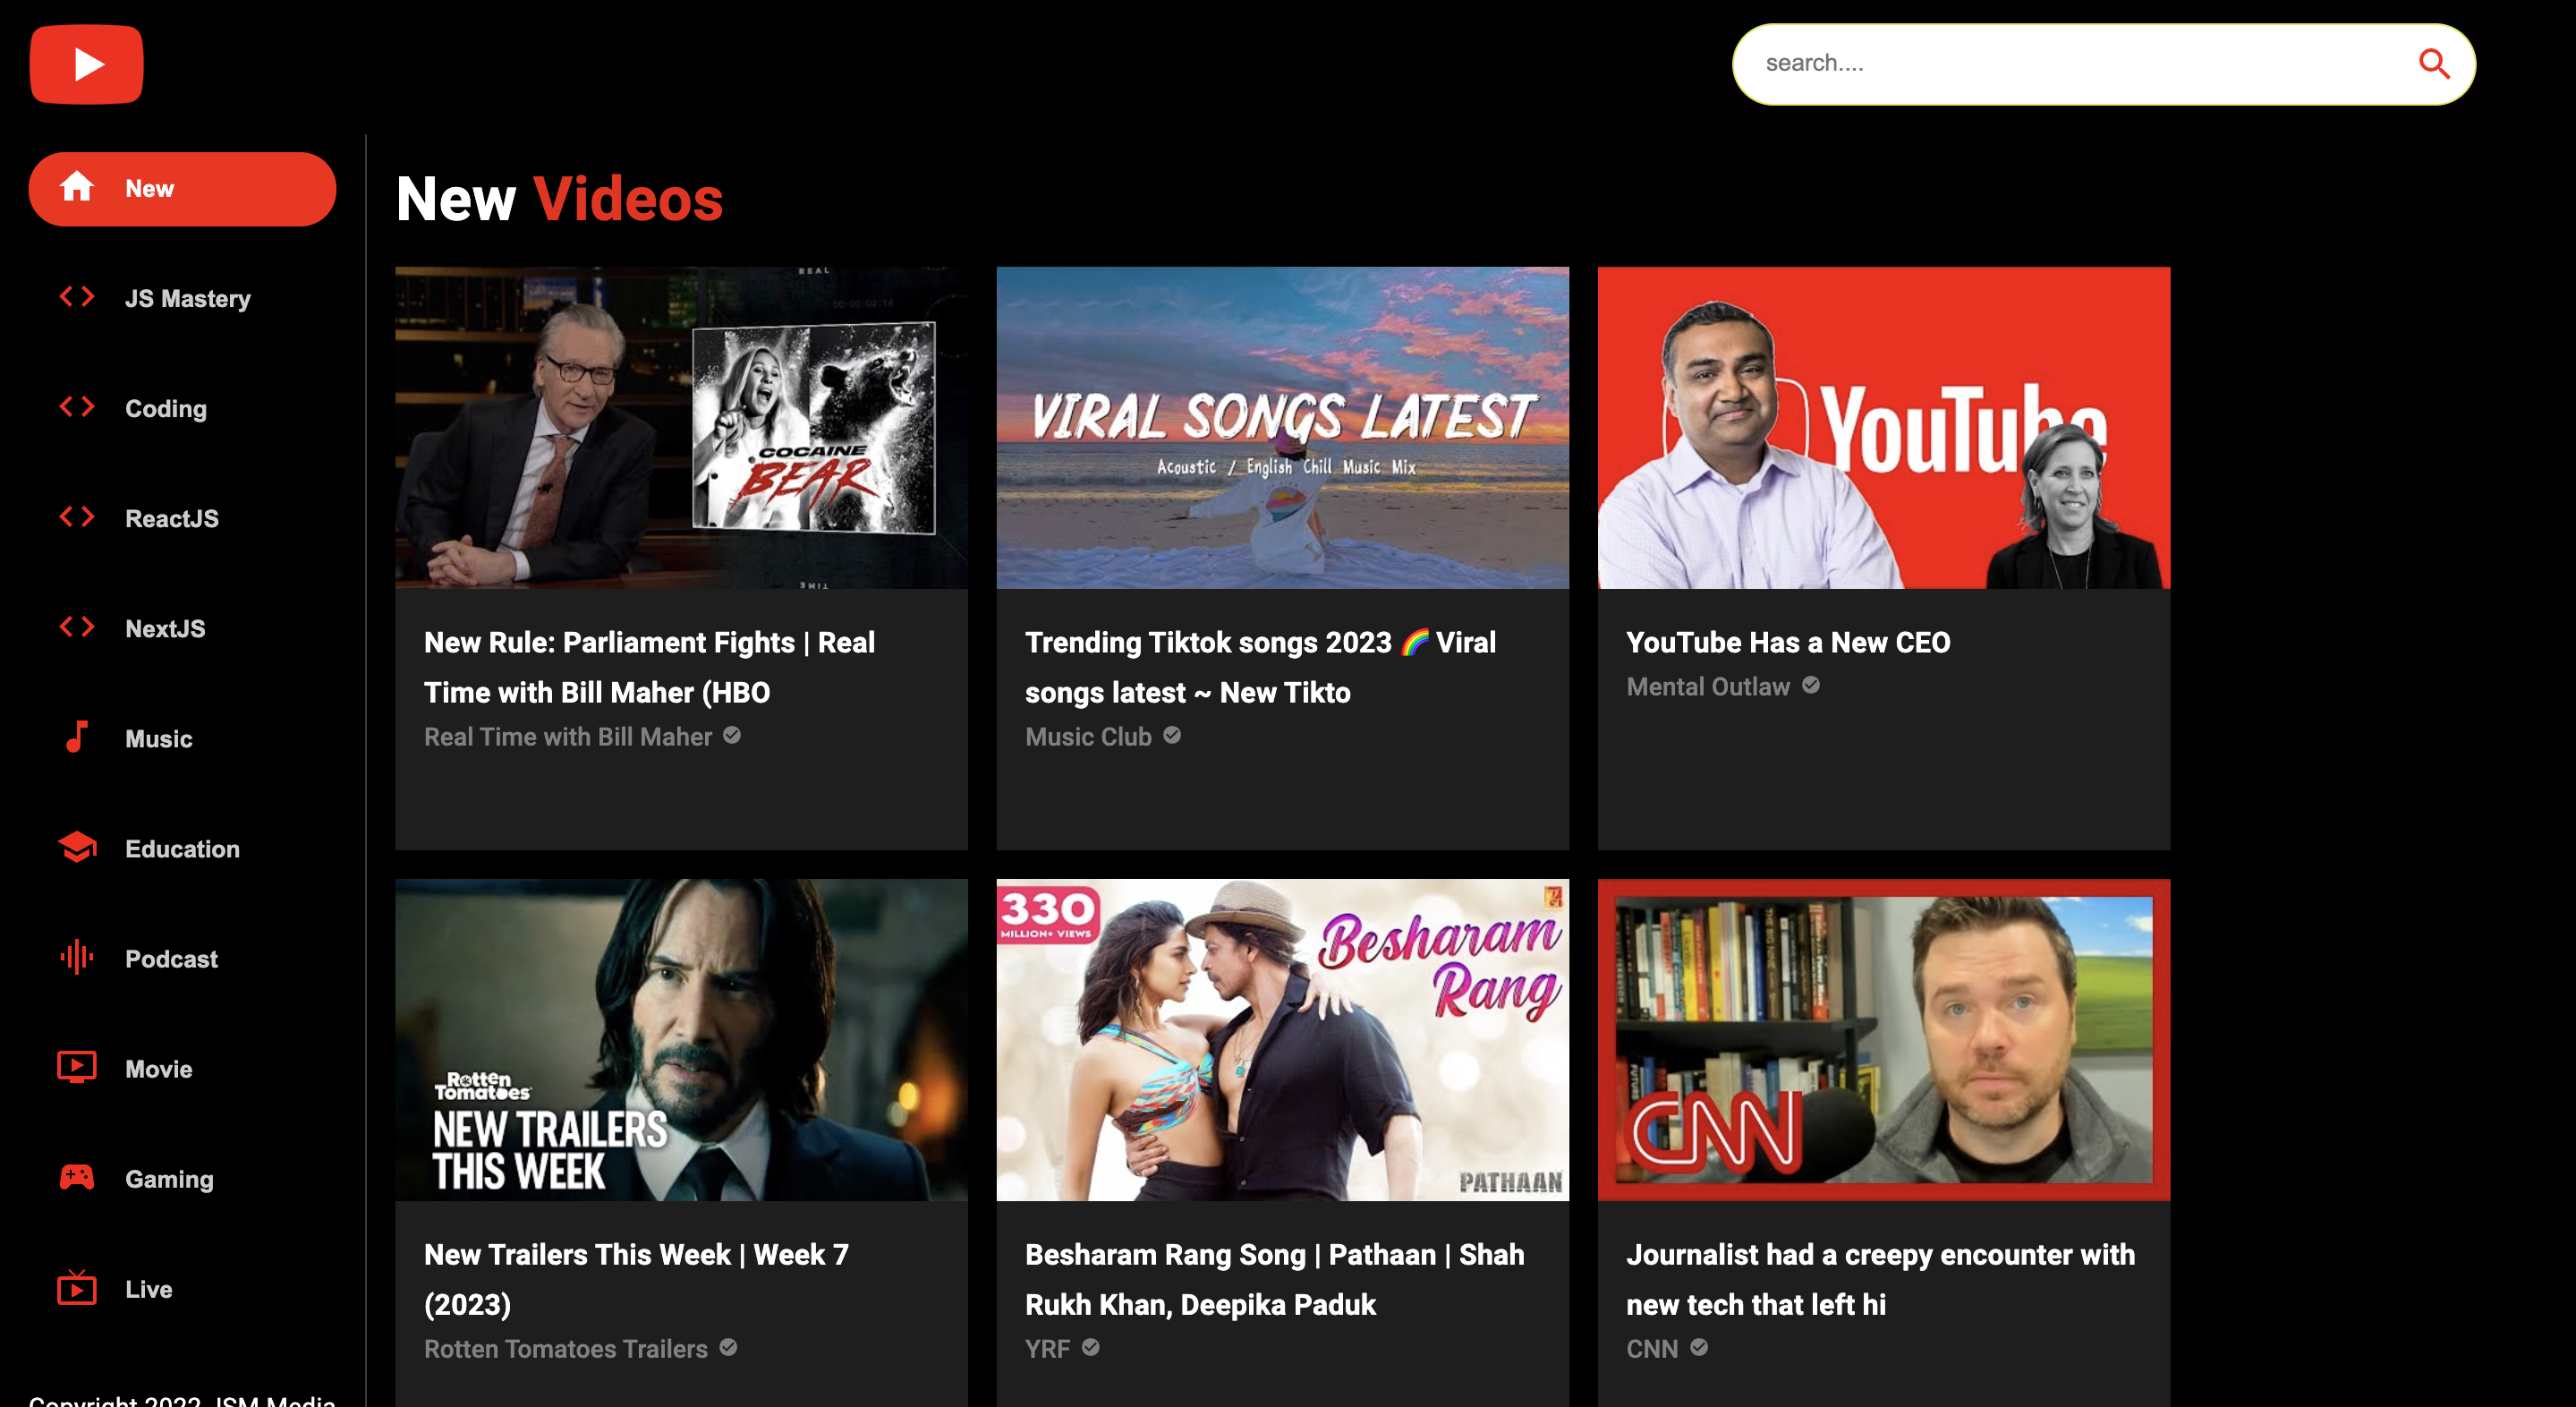 search....
New
JS Mastery
Coding
ReactJS
NextJS
Music
Education
Podcast
Movie
Gaming
Live
Copyright 2022 JSM Media
New Videos
REAL
00:00:02:14
COCAINE
BEAR
TIME
New Rule: Parliament Fights | Real
Time with Bill Maher (HBO
Real Time with Bill Maher
VIRAL SONGS LATEST
Acoustic / English Chill Music Mix
Trending Tiktok songs 2023 🌈 Viral
songs latest ~ New Tikto
Music Club
YouTube
YouTube Has a New CEO
Mental Outlaw
Rotten
Tomatoes
NEW TRAILERS
THIS WEEK
New Trailers This Week | Week 7
(2023)
Rotten Tomatoes Trailers
330
MILLION+ VIEWS
Besharam
Rang
PATHAAN
Besharam Rang Song | Pathaan | Shah
Rukh Khan, Deepika Paduk
YRF
CNN
Journalist had a creepy encounter with
new tech that left hi
CNN